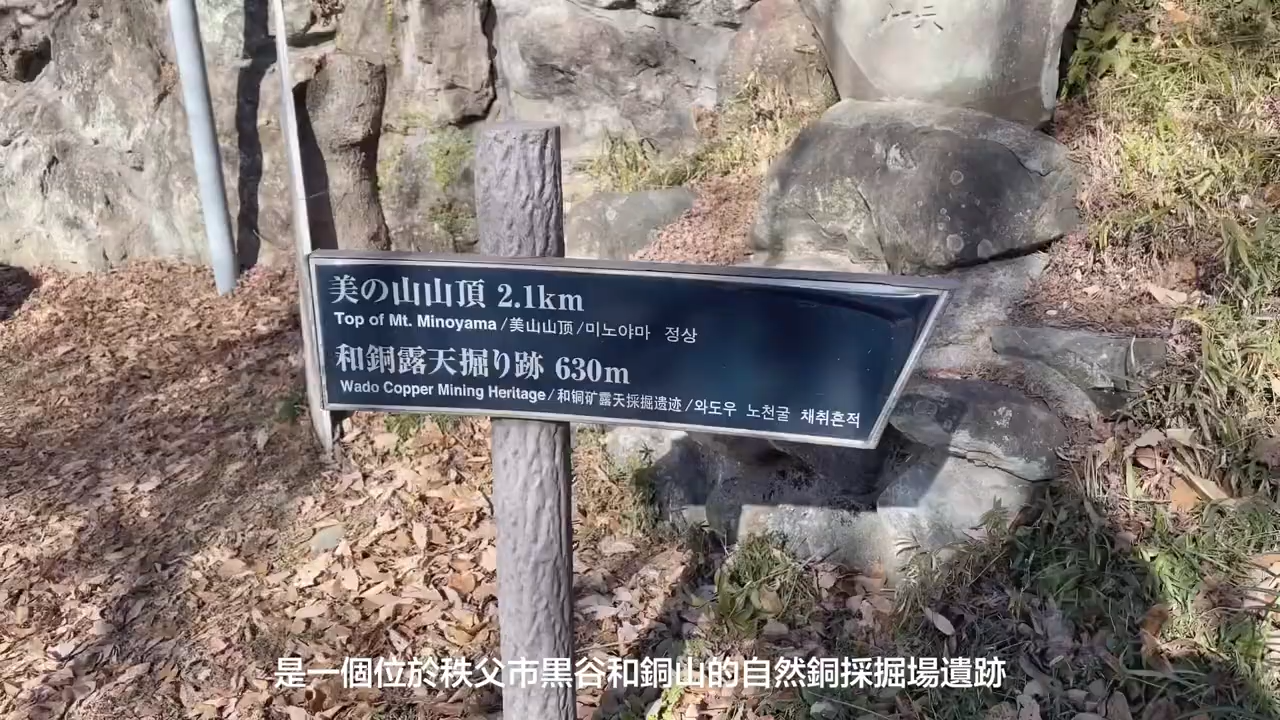 美の山山頂 2.1km
Top of Mt. Minoyama/美山山顶/미노야마 정상
和銅露天掘り跡 630m
Wado Copper Mining Heritage/和铜矿露天採掘遗迹/와도우 노천굴 채취흔적
是一個位於秩父市黒谷和銅山的自然銅採掘場遺跡